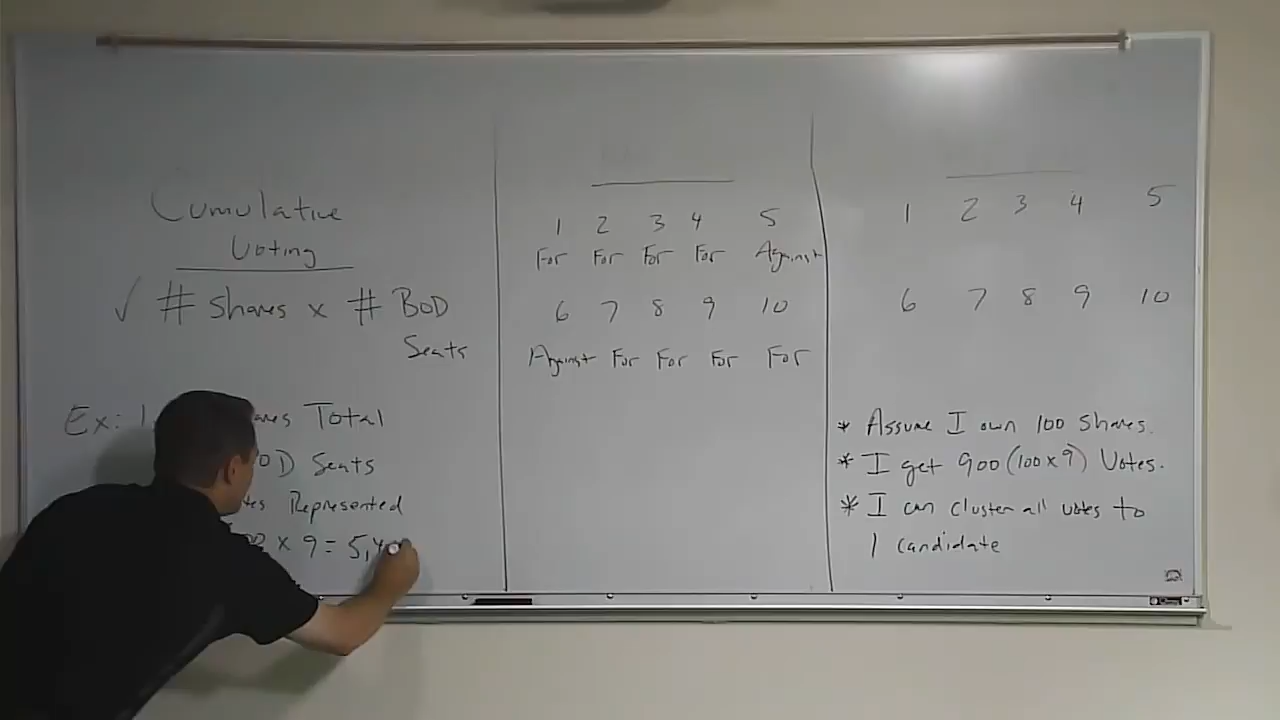 Cumulative
Voting
✓ # Shares x # BOD
Seats
Ex: Total
Seats
Represented
x 9 = 5,4
1 2 3 4 5
For For For For Against
6 7 8 9 10
Against For For For For
1 2 3 4 5
6 7 8 9 10
* Assume I own 100 shares.
* I get 900 (100 x 9) Votes.
* I can cluster all votes to
1 candidate